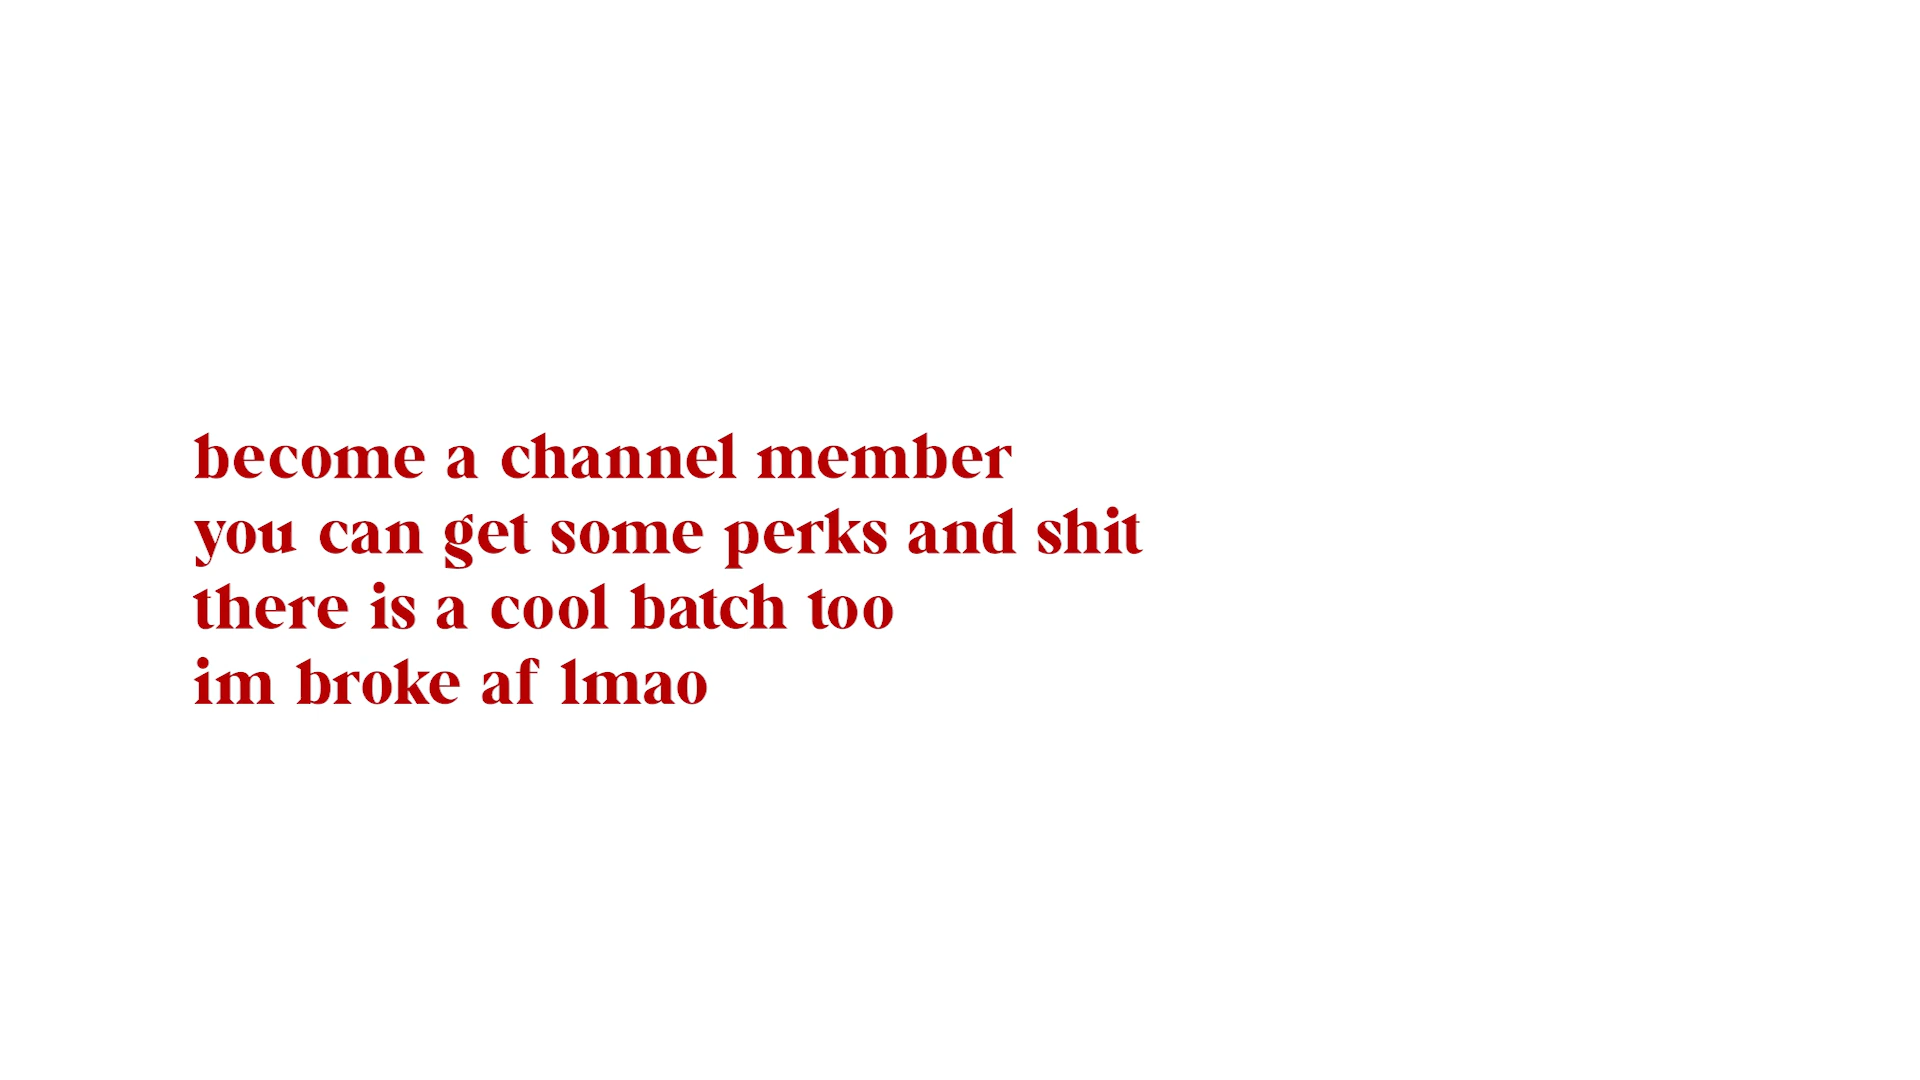 become a channel member
you can get some perks and shit
there is a cool batch too
im broke af lmao